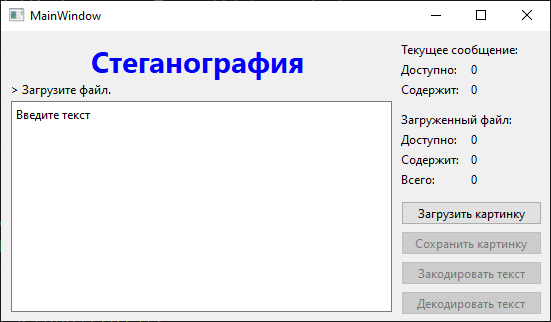 MainWindow
Стеганография
> Загрузите файл.
Введите текст
Текущее сообщение:
Доступно: 0
Содержит: 0
Загруженный файл:
Доступно: 0
Содержит: 0
Всего: 0
Загрузить картинку
Сохранить картинку
Закодировать текст
Декодировать текст